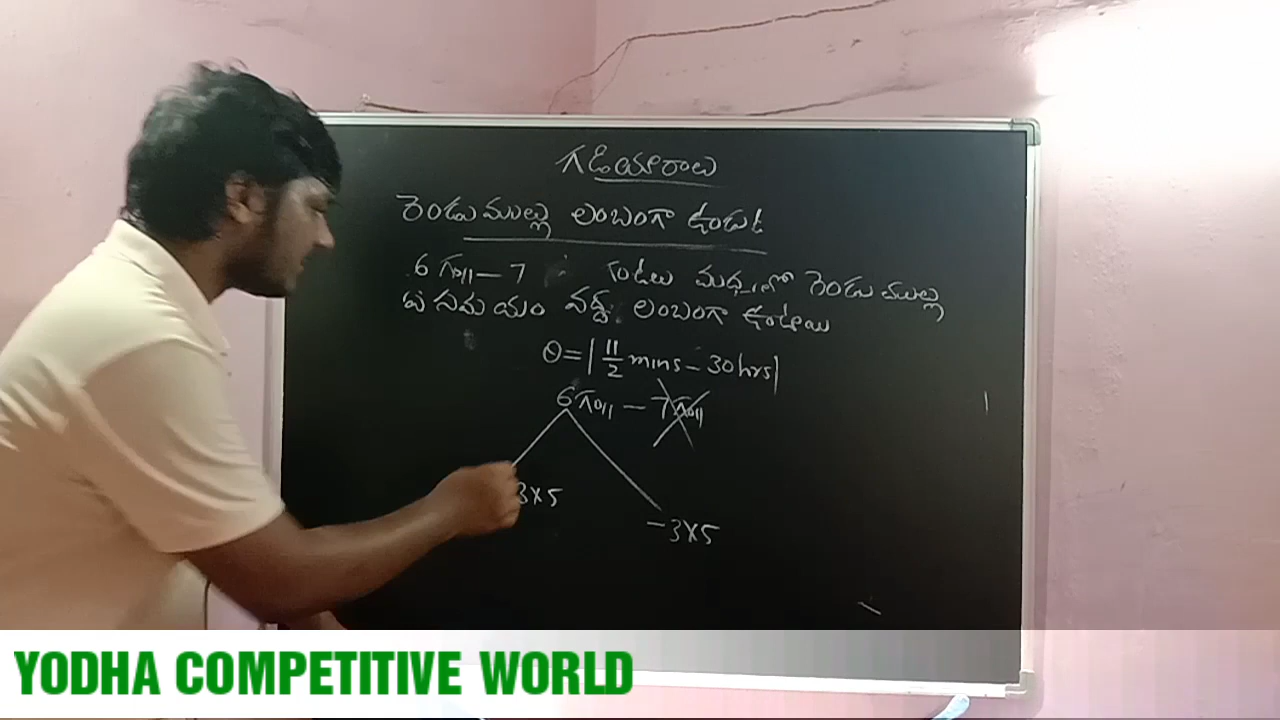 గడియారాలు
రెండు ముల్లు లంబంగా ఉండుట
6 గం॥ – 7 గంటలు మధ్యలో రెండు ముల్లు
ఏ సమయం వద్ద లంబంగా ఉంటాయి
θ = | 11/2 mins – 30 hrs |
6 గం॥ – 7 గం॥
3×5
–3×5
YODHA COMPETITIVE WORLD